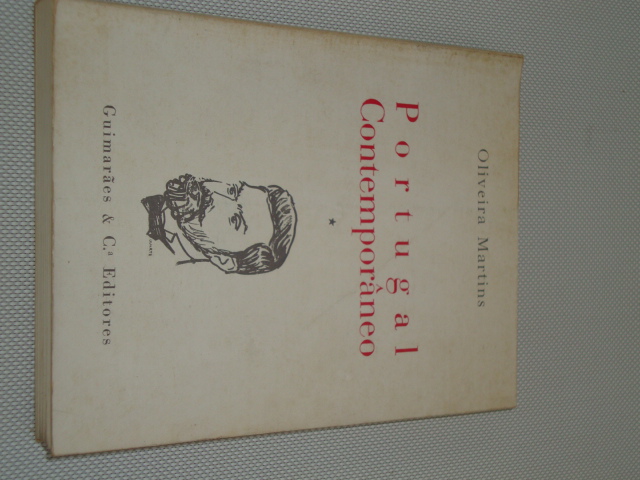 Oliveira Martins
Portugal
Contemporâneo
*
Guimarães & C.ª Editores